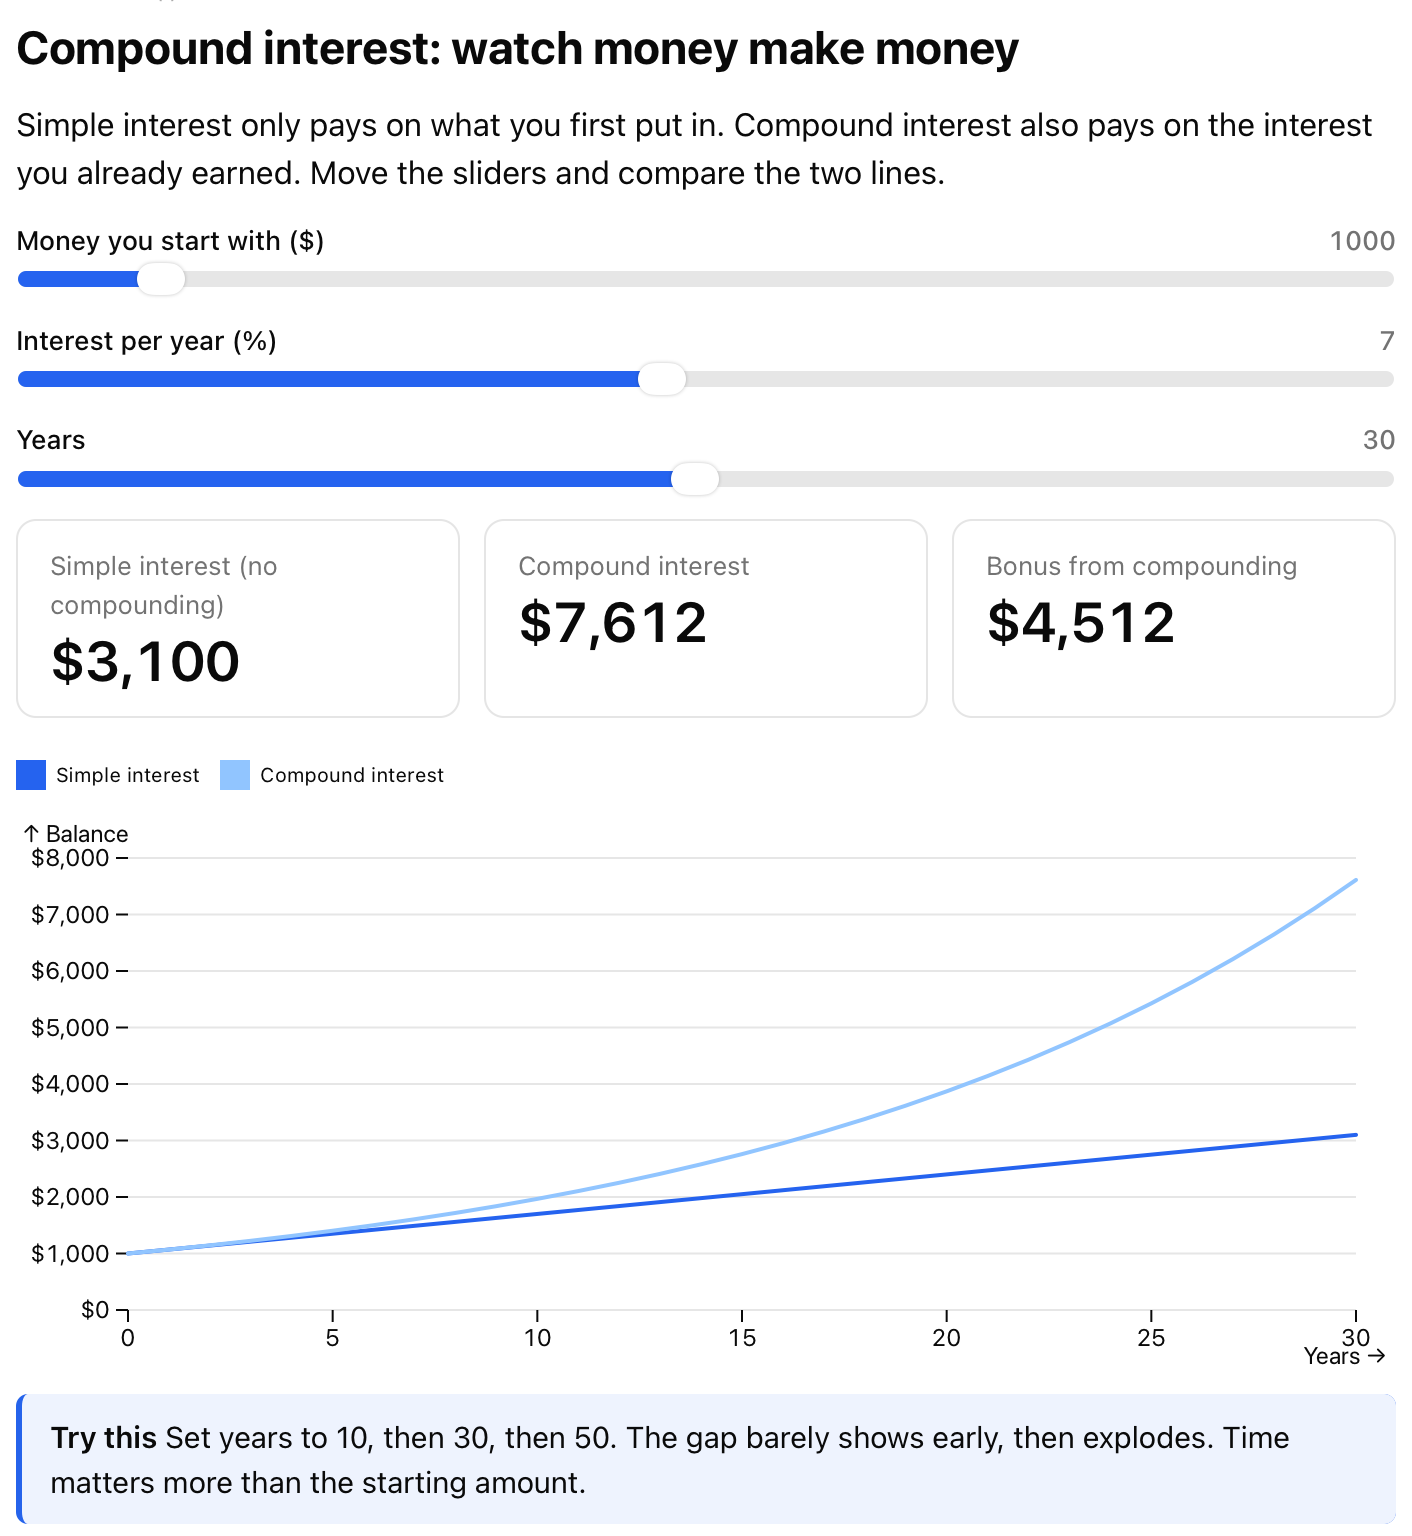 Compound interest: watch money make money
Simple interest only pays on what you first put in. Compound interest also pays on the interest
you already earned. Move the sliders and compare the two lines.
Money you start with ($) 1000
Interest per year (%) 7
Years 30
Simple interest (no
compounding)
$3,100
Compound interest
$7,612
Bonus from compounding
$4,512
Simple interest Compound interest
↑ Balance
$8,000
$7,000
$6,000
$5,000
$4,000
$3,000
$2,000
$1,000
$0
0 5 10 15 20 25 30
Years →
Try this Set years to 10, then 30, then 50. The gap barely shows early, then explodes. Time
matters more than the starting amount.